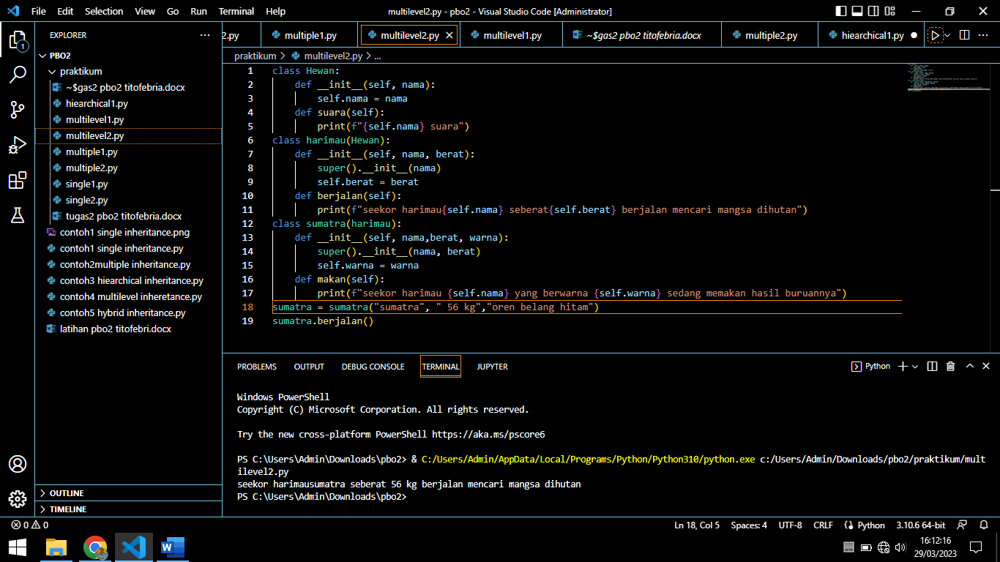 File Edit Selection View Go Run Terminal Help
multilevel2.py - pbo2 - Visual Studio Code [Administrator]
EXPLORER
2.py
multiple1.py
multilevel2.py
multilevel1.py
~$gas2 pbo2 titofebria.docx
multiple2.py
hiearchical1.py
1
PBO2
praktikum
~$gas2 pbo2 titofebria.docx
hiearchical1.py
multilevel1.py
multilevel2.py
multiple1.py
multiple2.py
single1.py
single2.py
tugas2 pbo2 titofebria.docx
contoh1 single inheritance.png
contoh1 single inheritance.py
contoh2multiple inheritance.py
contoh3 hiearchical inheritance.py
contoh4 multilevel inheretance.py
contoh5 hybrid inheritance.py
latihan pbo2 titofebri.docx
OUTLINE
TIMELINE
praktikum > multilevel2.py > ...
1 class Hewan:
2     def __init__(self, nama):
3         self.nama = nama
4     def suara(self):
5         print(f"{self.nama} suara")
6 class harimau(Hewan):
7     def __init__(self, nama, berat):
8         super().__init__(nama)
9         self.berat = berat
10     def berjalan(self):
11         print(f"seekor harimau{self.nama} seberat{self.berat} berjalan mencari mangsa dihutan")
12 class sumatra(harimau):
13     def __init__(self, nama,berat, warna):
14         super().__init__(nama, berat)
15         self.warna = warna
16     def makan(self):
17         print(f"seekor harimau {self.nama} yang berwarna {self.warna} sedang memakan hasil buruannya")
18 sumatra = sumatra("sumatra", " 56 kg","oren belang hitam")
19 sumatra.berjalan()
PROBLEMS OUTPUT DEBUG CONSOLE TERMINAL JUPYTER
Python
Windows PowerShell
Copyright (C) Microsoft Corporation. All rights reserved.
Try the new cross-platform PowerShell https://aka.ms/pscore6
PS C:\Users\Admin\Downloads\pbo2> & C:/Users/Admin/AppData/Local/Programs/Python/Python310/python.exe c:/Users/Admin/Downloads/pbo2/praktikum/mult
ilevel2.py
seekor harimausumatra seberat 56 kg berjalan mencari mangsa dihutan
PS C:\Users\Admin\Downloads\pbo2>
0 0
Ln 18, Col 5 Spaces: 4 UTF-8 CRLF Python 3.10.6 64-bit
16:12:16
29/03/2023